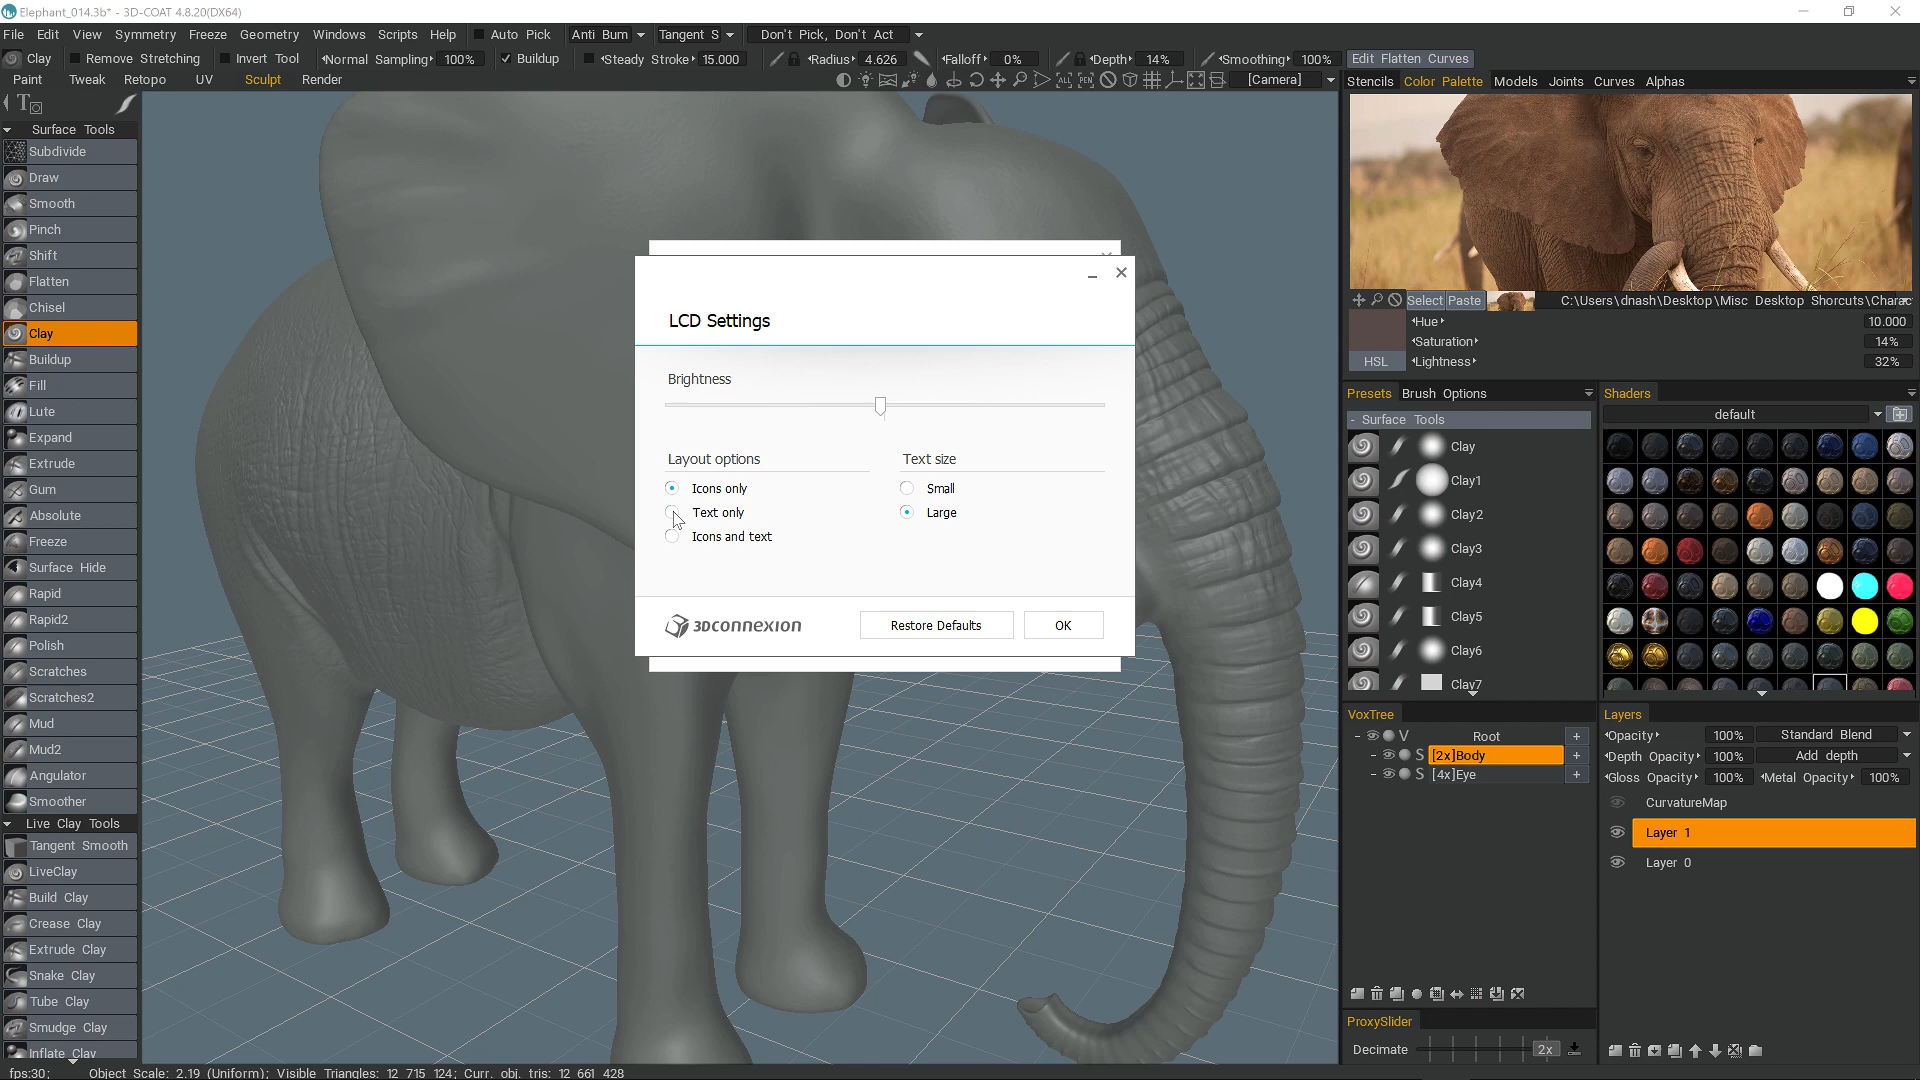 Elephant_014.3b* - 3D-COAT 4.8.20(DX64)
File Edit View Symmetry Freeze Geometry Windows Scripts Help Auto Pick Anti Bum Tangent S Don't Pick, Don't Act
Clay Remove Stretching Invert Tool Normal Sampling 100% Buildup Steady Stroke 15.000 Radius 4.626 Falloff 0% Depth 14% Smoothing 100% Edit Flatten Curves
Paint Tweak Retopo UV Sculpt Render ALL PEN [Camera]
Stencils Color Palette Models Joints Curves Alphas
Surface Tools
Subdivide
Draw
Smooth
Pinch
Shift
Flatten
Chisel
Clay
Buildup
Fill
Lute
Expand
Extrude
Gum
Absolute
Freeze
Surface Hide
Rapid
Rapid2
Polish
Scratches
Scratches2
Mud
Mud2
Angulator
Smoother
Live Clay Tools
Tangent Smooth
LiveClay
Build Clay
Crease Clay
Extrude Clay
Snake Clay
Tube Clay
Smudge Clay
Inflate Clay
LCD Settings
Brightness
Layout options
Icons only
Text only
Icons and text
Text size
Small
Large
3Dconnexion
Restore Defaults OK
Select Paste C:\Users\dnash\Desktop\Misc Desktop Shorcuts\Charac
Hue 10.000
Saturation 14%
HSL Lightness 32%
Presets Brush Options
- Surface Tools
Clay
Clay1
Clay2
Clay3
Clay4
Clay5
Clay6
Clay7
Shaders
default
VoxTree
- V Root +
- S [2x]Body +
- S [4x]Eye +
Layers
Opacity 100% Standard Blend
Depth Opacity 100% Add depth
Gloss Opacity 100% Metal Opacity 100%
CurvatureMap
Layer 1
Layer 0
ProxySlider
Decimate 2x
fps:30; Object Scale: 2.19 (Uniform); Visible Triangles: 12 715 124; Curr. obj. tris: 12 661 428